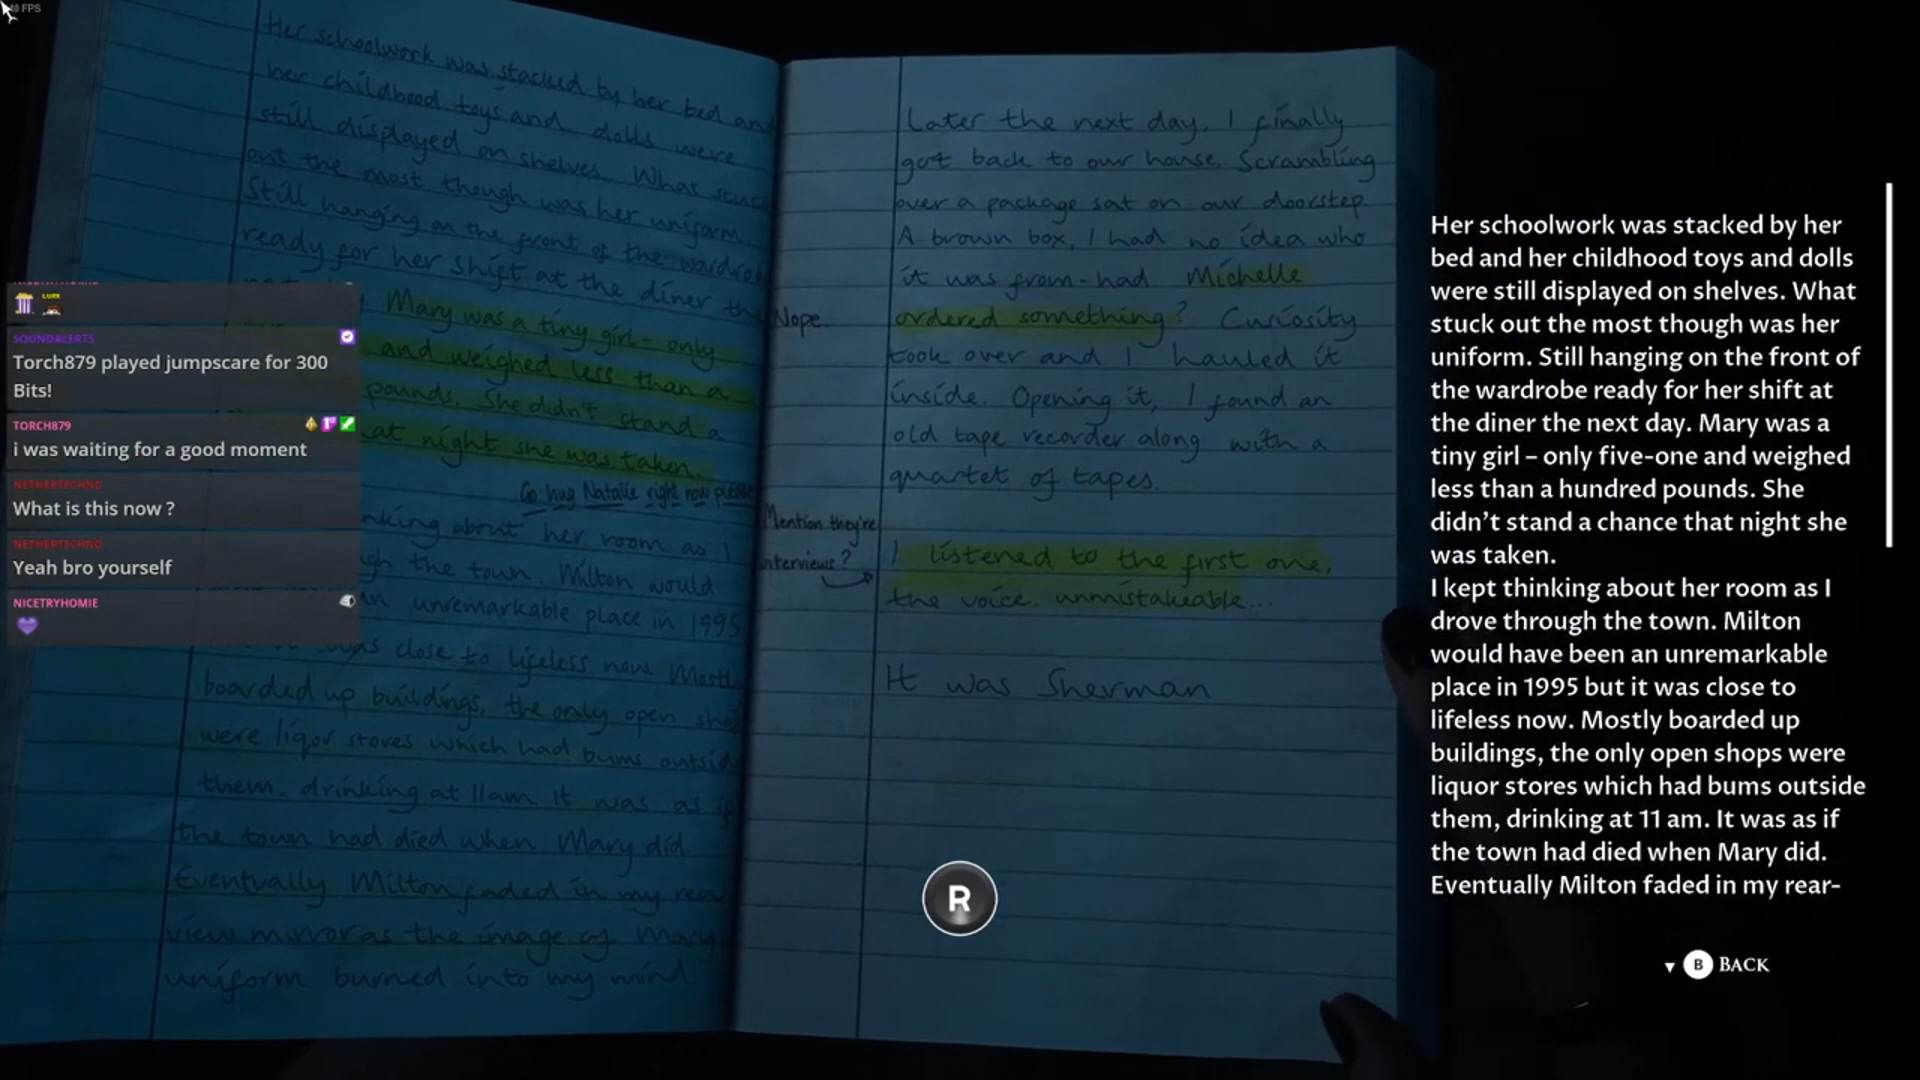 40 FPS
Her schoolwork was stacked by her bed and
her childhood toys and dolls were
still displayed on shelves. What stuck
out the most though was her uniform.
Still hanging on the front of the wardrobe
ready for her shift at the diner the
Mary was a tiny girl - only
and weighed less than a
pounds. She didn't stand a
at night she was taken.
Go hug Natalie right now please
nking about her room as I
gh the town. Milton would
an unremarkable place in 1995
close to lifeless now. Mostly
boarded up buildings, the only open shops
were liqor stores which had bums outside
them, drinking at 11am. It was as if
the town had died when Mary did.
Eventually Milton faded in my rear
view mirror as the image of Mary
uniform burned into my mind.
Later the next day, I finally
got back to our house. Scrambling
over a package sat on our doorstep.
A brown box, I had no idea who
it was from - had Michelle
ordered something? Curiosity
Nope.
took over and I hauled it
inside. Opening it, I found an
old tape recorder along with a
quartet of tapes.
Mention they're
interviews?
I listened to the first one,
the voice. unmistakeable...
It was Sherman
LURK
SOUNDALERTS
Torch879 played jumpscare for 300
Bits!
TORCH879
i was waiting for a good moment
NETHERTECHNO
What is this now ?
NETHERTECHNO
Yeah bro yourself
NICETRYHOMIE
R
Her schoolwork was stacked by her
bed and her childhood toys and dolls
were still displayed on shelves. What
stuck out the most though was her
uniform. Still hanging on the front of
the wardrobe ready for her shift at
the diner the next day. Mary was a
tiny girl – only five-one and weighed
less than a hundred pounds. She
didn't stand a chance that night she
was taken.
I kept thinking about her room as I
drove through the town. Milton
would have been an unremarkable
place in 1995 but it was close to
lifeless now. Mostly boarded up
buildings, the only open shops were
liquor stores which had bums outside
them, drinking at 11 am. It was as if
the town had died when Mary did.
Eventually Milton faded in my rear-
B BACK